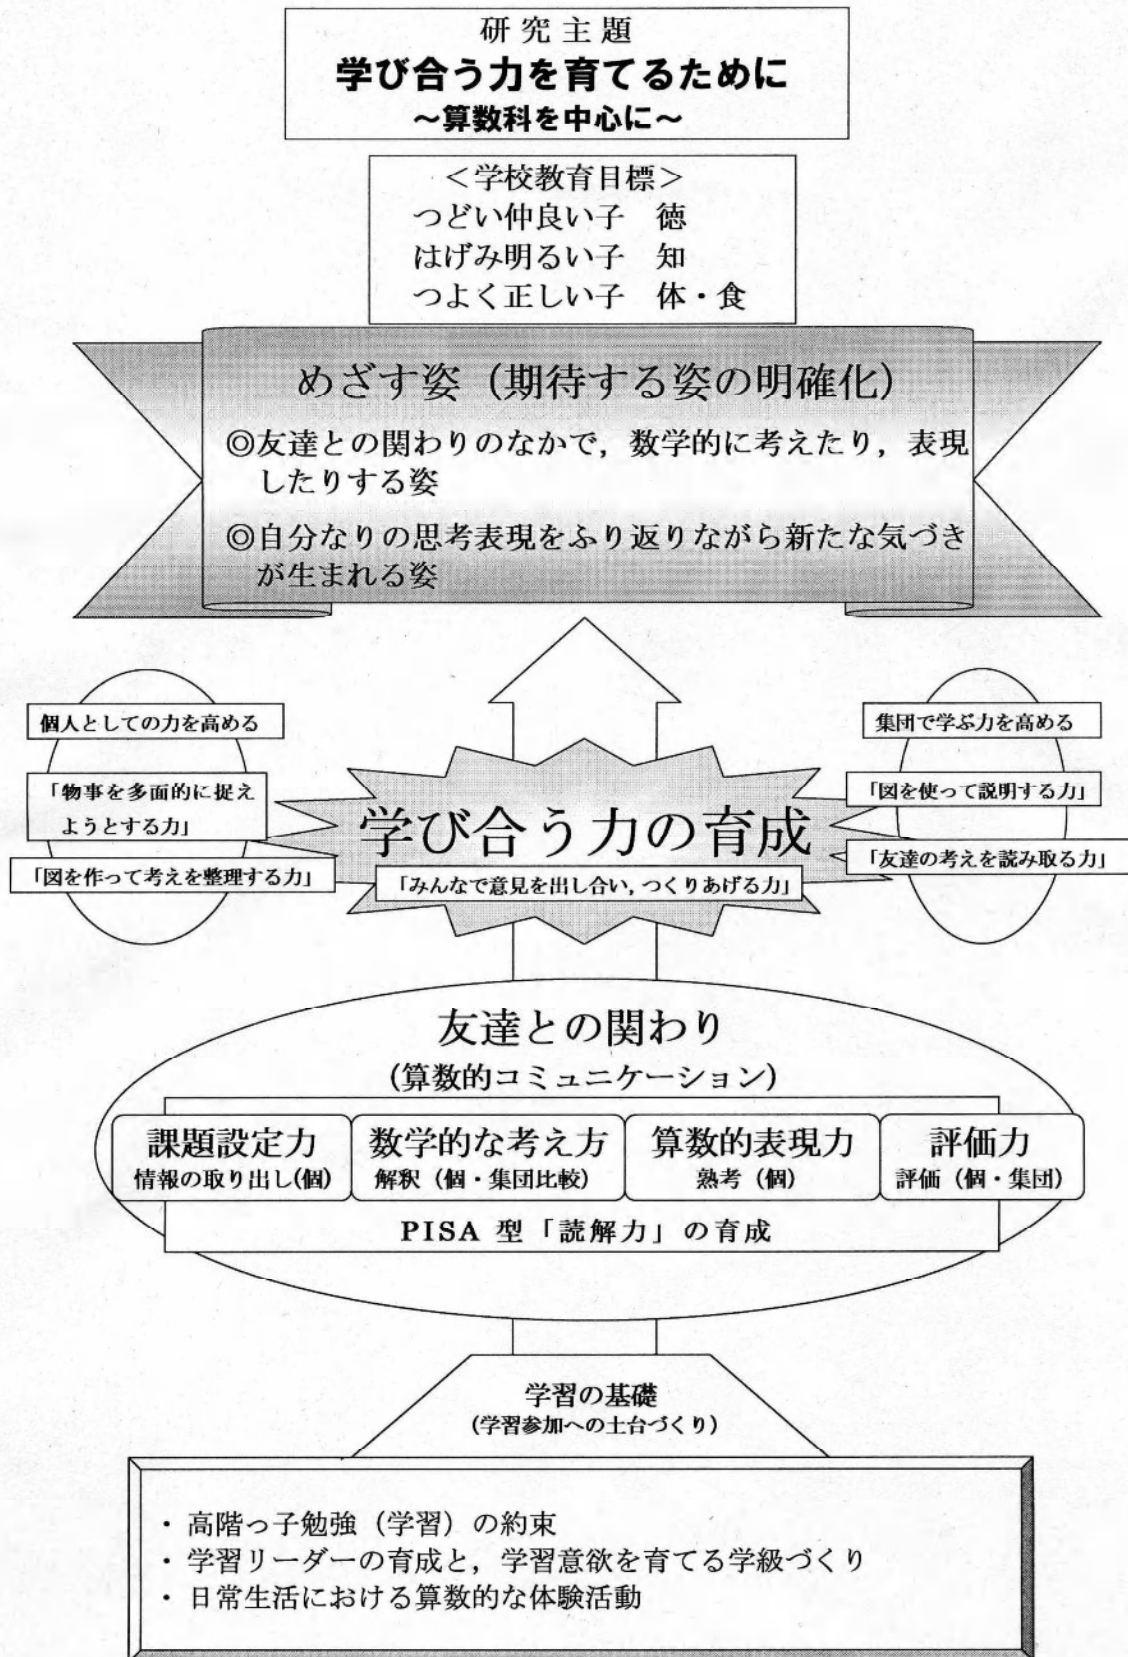 研究主題
学び合う力を育てるために
～算数科を中心に～
＜学校教育目標＞
つどい仲良い子　徳
はげみ明るい子　知
つよく正しい子　体・食
めざす姿（期待する姿の明確化）
◎友達との関わりのなかで，数学的に考えたり，表現
したりする姿
◎自分なりの思考表現をふり返りながら新たな気づき
が生まれる姿
個人としての力を高める
「物事を多面的に捉え
ようとする力」
「図を作って考えを整理する力」
集団で学ぶ力を高める
「図を使って説明する力」
「友達の考えを読み取る力」
学び合う力の育成
「みんなで意見を出し合い，つくりあげる力」
友達との関わり
(算数的コミュニケーション)
課題設定力
情報の取り出し(個)
数学的な考え方
解釈（個・集団比較）
算数的表現力
熟考（個）
評価力
評価（個・集団）
PISA 型「読解力」の育成
学習の基礎
(学習参加への土台づくり)
・高階っ子勉強（学習）の約束
・学習リーダーの育成と，学習意欲を育てる学級づくり
・日常生活における算数的な体験活動